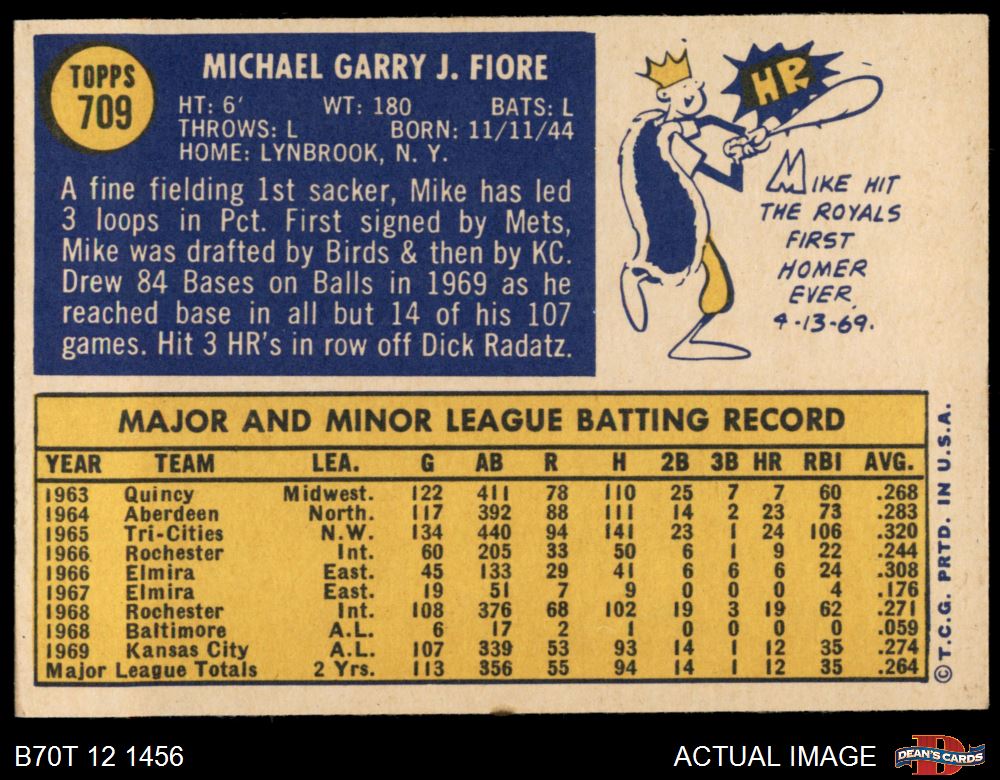 TOPPS
709
MICHAEL GARRY J. FIORE
HT: 6' WT: 180 BATS: L
THROWS: L BORN: 11/11/44
HOME: LYNBROOK, N. Y.
A fine fielding 1st sacker, Mike has led
3 loops in Pct. First signed by Mets,
Mike was drafted by Birds & then by KC.
Drew 84 Bases on Balls in 1969 as he
reached base in all but 14 of his 107
games. Hit 3 HR's in row off Dick Radatz.
HR
MIKE HIT
THE ROYALS
FIRST
HOMER
EVER,
4-13-69.
MAJOR AND MINOR LEAGUE BATTING RECORD
YEAR TEAM LEA. G AB R H 2B 3B HR RBI AVG.
1963 Quincy Midwest. 122 411 78 110 25 7 7 60 .268
1964 Aberdeen North. 117 392 88 111 14 2 23 73 .283
1965 Tri-Cities N.W. 134 440 94 141 23 1 24 106 .320
1966 Rochester Int. 60 205 33 50 6 1 9 22 .244
1966 Elmira East. 45 133 29 41 6 6 6 24 .308
1967 Elmira East. 19 51 7 9 0 0 0 4 .176
1968 Rochester Int. 108 376 68 102 19 3 19 62 .271
1968 Baltimore A.L. 6 17 2 1 0 0 0 0 .059
1969 Kansas City A.L. 107 339 53 93 14 1 12 35 .274
Major League Totals 2 Yrs. 113 356 55 94 14 1 12 35 .264
©T.C.G. PRTD. IN U.S.A.
B70T 12 1456
ACTUAL IMAGE
D
DEAN'S CARDS